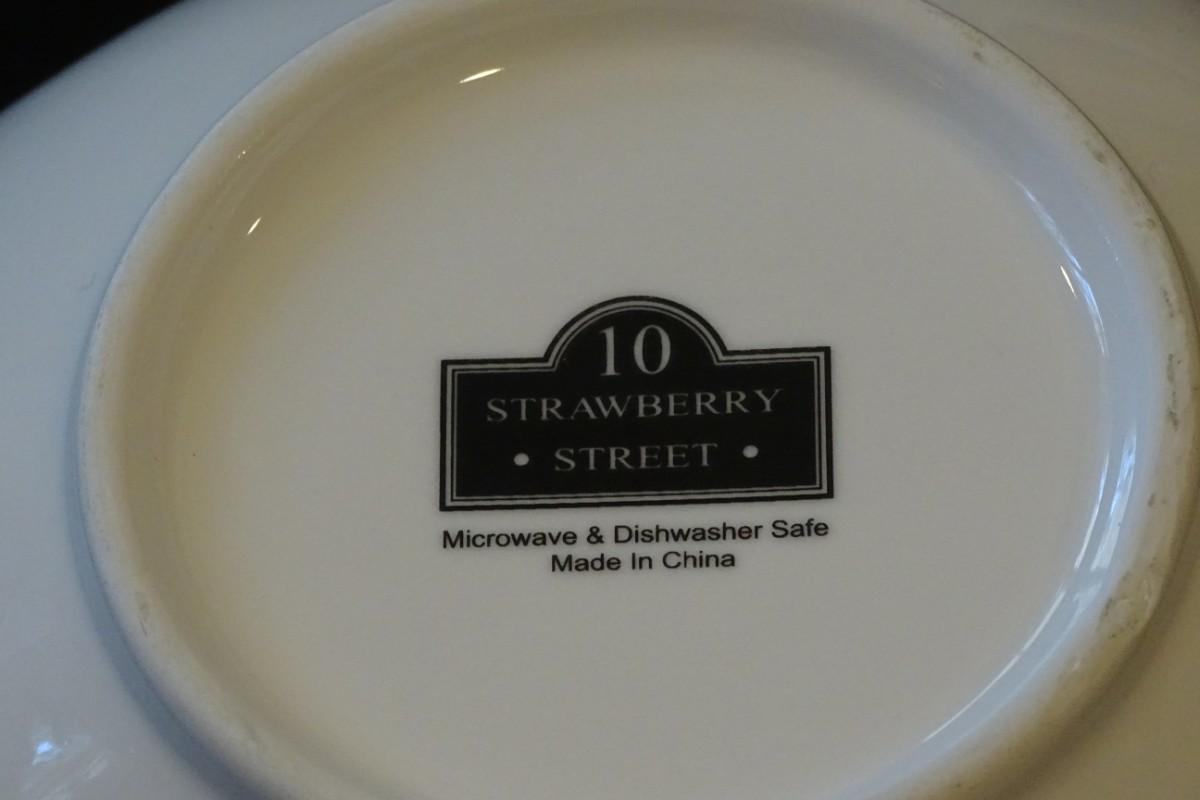 10
STRAWBERRY
• STREET •
Microwave & Dishwasher Safe
Made In China